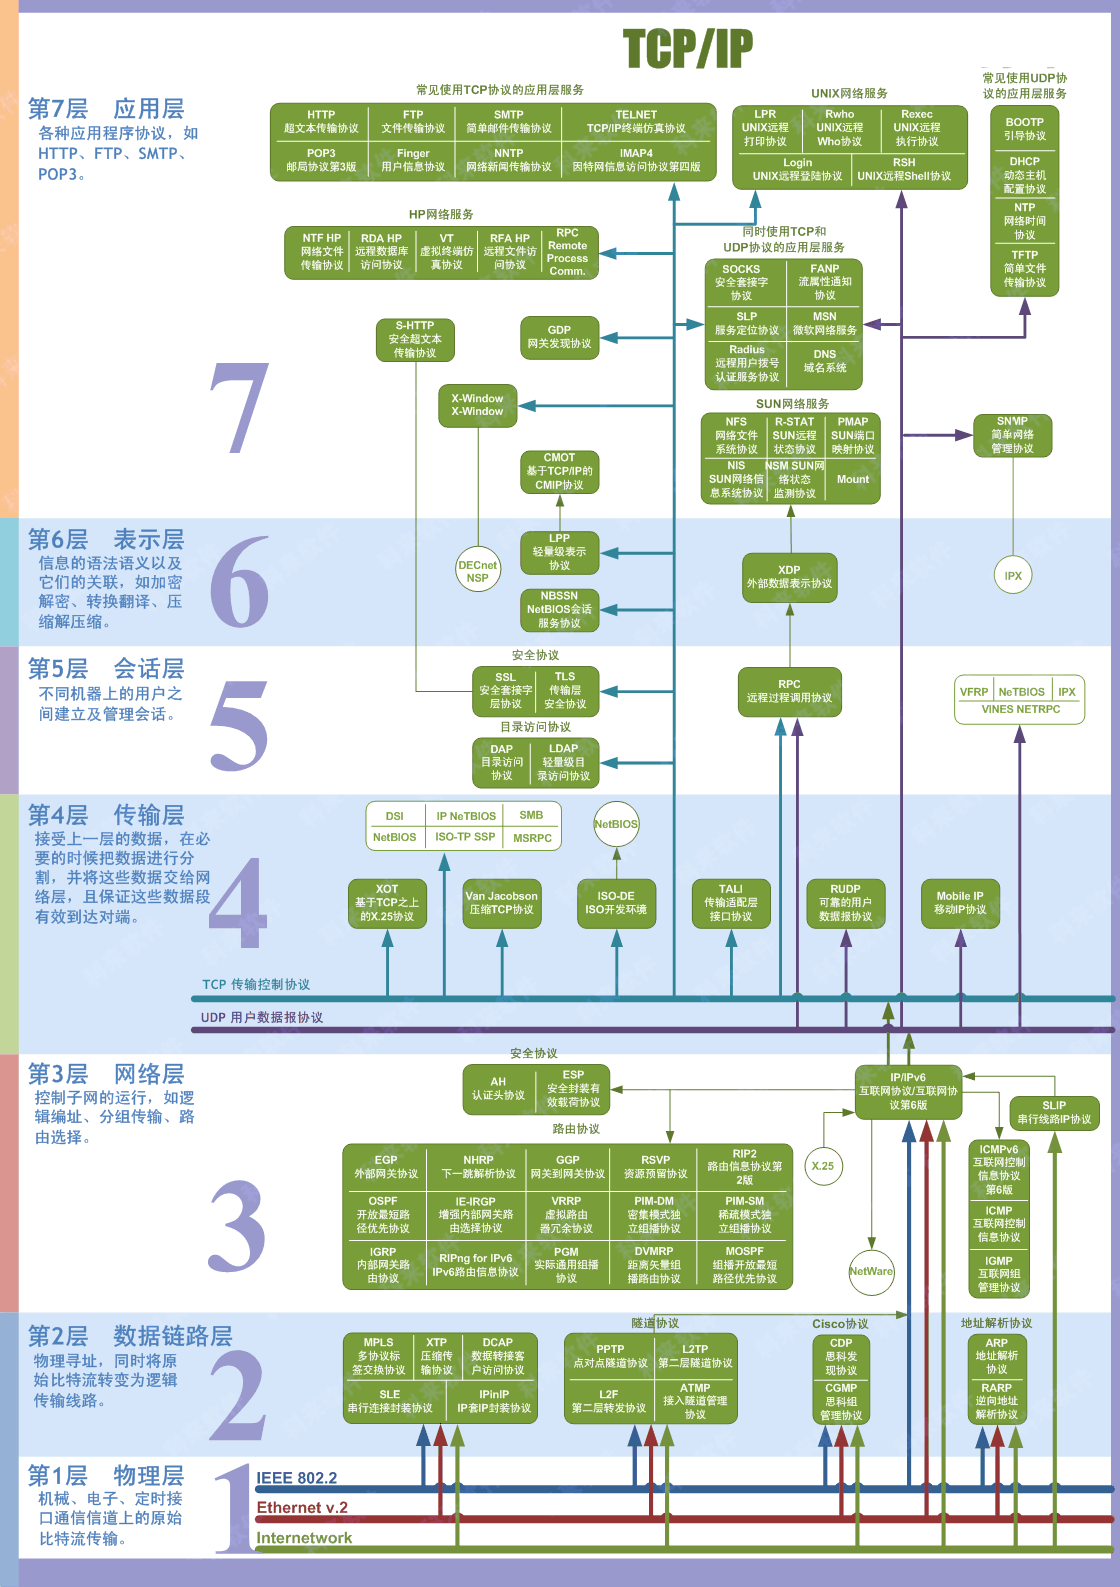 TCP/IP
第7层 应用层
各种应用程序协议，如
HTTP、FTP、SMTP、
POP3。
7
常见使用TCP协议的应用层服务
HTTP
超文本传输协议
FTP
文件传输协议
SMTP
简单邮件传输协议
TELNET
TCP/IP终端仿真协议
POP3
邮局协议第3版
Finger
用户信息协议
NNTP
网络新闻传输协议
IMAP4
因特网信息访问协议第四版
UNIX网络服务
LPR
UNIX远程
打印协议
Rwho
UNIX远程
Who协议
Rexec
UNIX远程
执行协议
Login
UNIX远程登陆协议
RSH
UNIX远程Shell协议
常见使用UDP协
议的应用层服务
BOOTP
引导协议
DHCP
动态主机
配置协议
NTP
网络时间
协议
TFTP
简单文件
传输协议
HP网络服务
NTF HP
网络文件
传输协议
RDA HP
远程数据库
访问协议
VT
虚拟终端仿
真协议
RFA HP
远程文件访
问协议
RPC
Remote
Process
Comm.
同时使用TCP和
UDP协议的应用层服务
SOCKS
安全套接字
协议
FANP
流属性通知
协议
SLP
服务定位协议
MSN
微软网络服务
Radius
远程用户拨号
认证服务协议
DNS
域名系统
S-HTTP
安全超文本
传输协议
GDP
网关发现协议
X-Window
X-Window
CMOT
基于TCP/IP的
CMIP协议
SUN网络服务
NFS
网络文件
系统协议
R-STAT
SUN远程
状态协议
PMAP
SUN端口
映射协议
NIS
SUN网络信
息系统协议
NSM SUN网
络状态
监测协议
Mount
SNMP
简单网络
管理协议
第6层 表示层
信息的语法语义以及
它们的关联，如加密
解密、转换翻译、压
缩解压缩。
6
DECnet
NSP
LPP
轻量级表示
协议
NBSSN
NetBIOS会话
服务协议
XDP
外部数据表示协议
IPX
第5层 会话层
不同机器上的用户之
间建立及管理会话。
5
安全协议
SSL
安全套接字
层协议
TLS
传输层
安全协议
目录访问协议
DAP
目录访问
协议
LDAP
轻量级目
录访问协议
RPC
远程过程调用协议
VFRP
NeTBIOS
IPX
VINES NETRPC
第4层 传输层
接受上一层的数据，在必
要的时候把数据进行分
割，并将这些数据交给网
络层，且保证这些数据段
有效到达对端。
4
DSI
IP NeTBIOS
SMB
NetBIOS
ISO-TP SSP
MSRPC
NetBIOS
XOT
基于TCP之上
的X.25协议
Van Jacobson
压缩TCP协议
ISO-DE
ISO开发环境
TALI
传输适配层
接口协议
RUDP
可靠的用户
数据报协议
Mobile IP
移动IP协议
TCP 传输控制协议
UDP 用户数据报协议
第3层 网络层
控制子网的运行，如逻
辑编址、分组传输、路
由选择。
3
安全协议
AH
认证头协议
ESP
安全封装有
效载荷协议
IP/IPv6
互联网协议/互联网协
议第6版
SLIP
串行线路IP协议
路由协议
EGP
外部网关协议
NHRP
下一跳解析协议
GGP
网关到网关协议
RSVP
资源预留协议
RIP2
路由信息协议第
2版
OSPF
开放最短路
径优先协议
IE-IRGP
增强内部网关路
由选择协议
VRRP
虚拟路由
器冗余协议
PIM-DM
密集模式独
立组播协议
PIM-SM
稀疏模式独
立组播协议
IGRP
内部网关路
由协议
RIPng for IPv6
IPv6路由信息协议
PGM
实际通用组播
协议
DVMRP
距离矢量组
播路由协议
MOSPF
组播开放最短
路径优先协议
X.25
NetWare
ICMPv6
互联网控制
信息协议
第6版
ICMP
互联网控制
信息协议
IGMP
互联网组
管理协议
第2层 数据链路层
物理寻址，同时将原
始比特流转变为逻辑
传输线路。
2
MPLS
多协议标
签交换协议
XTP
压缩传
输协议
DCAP
数据转接客
户访问协议
SLE
串行连接封装协议
IPinIP
IP套IP封装协议
隧道协议
PPTP
点对点隧道协议
L2TP
第二层隧道协议
L2F
第二层转发协议
ATMP
接入隧道管理
协议
Cisco协议
CDP
思科发
现协议
CGMP
思科组
管理协议
地址解析协议
ARP
地址解析
协议
RARP
逆向地址
解析协议
第1层 物理层
机械、电子、定时接
口通信信道上的原始
比特流传输。
1
IEEE 802.2
Ethernet v.2
Internetwork